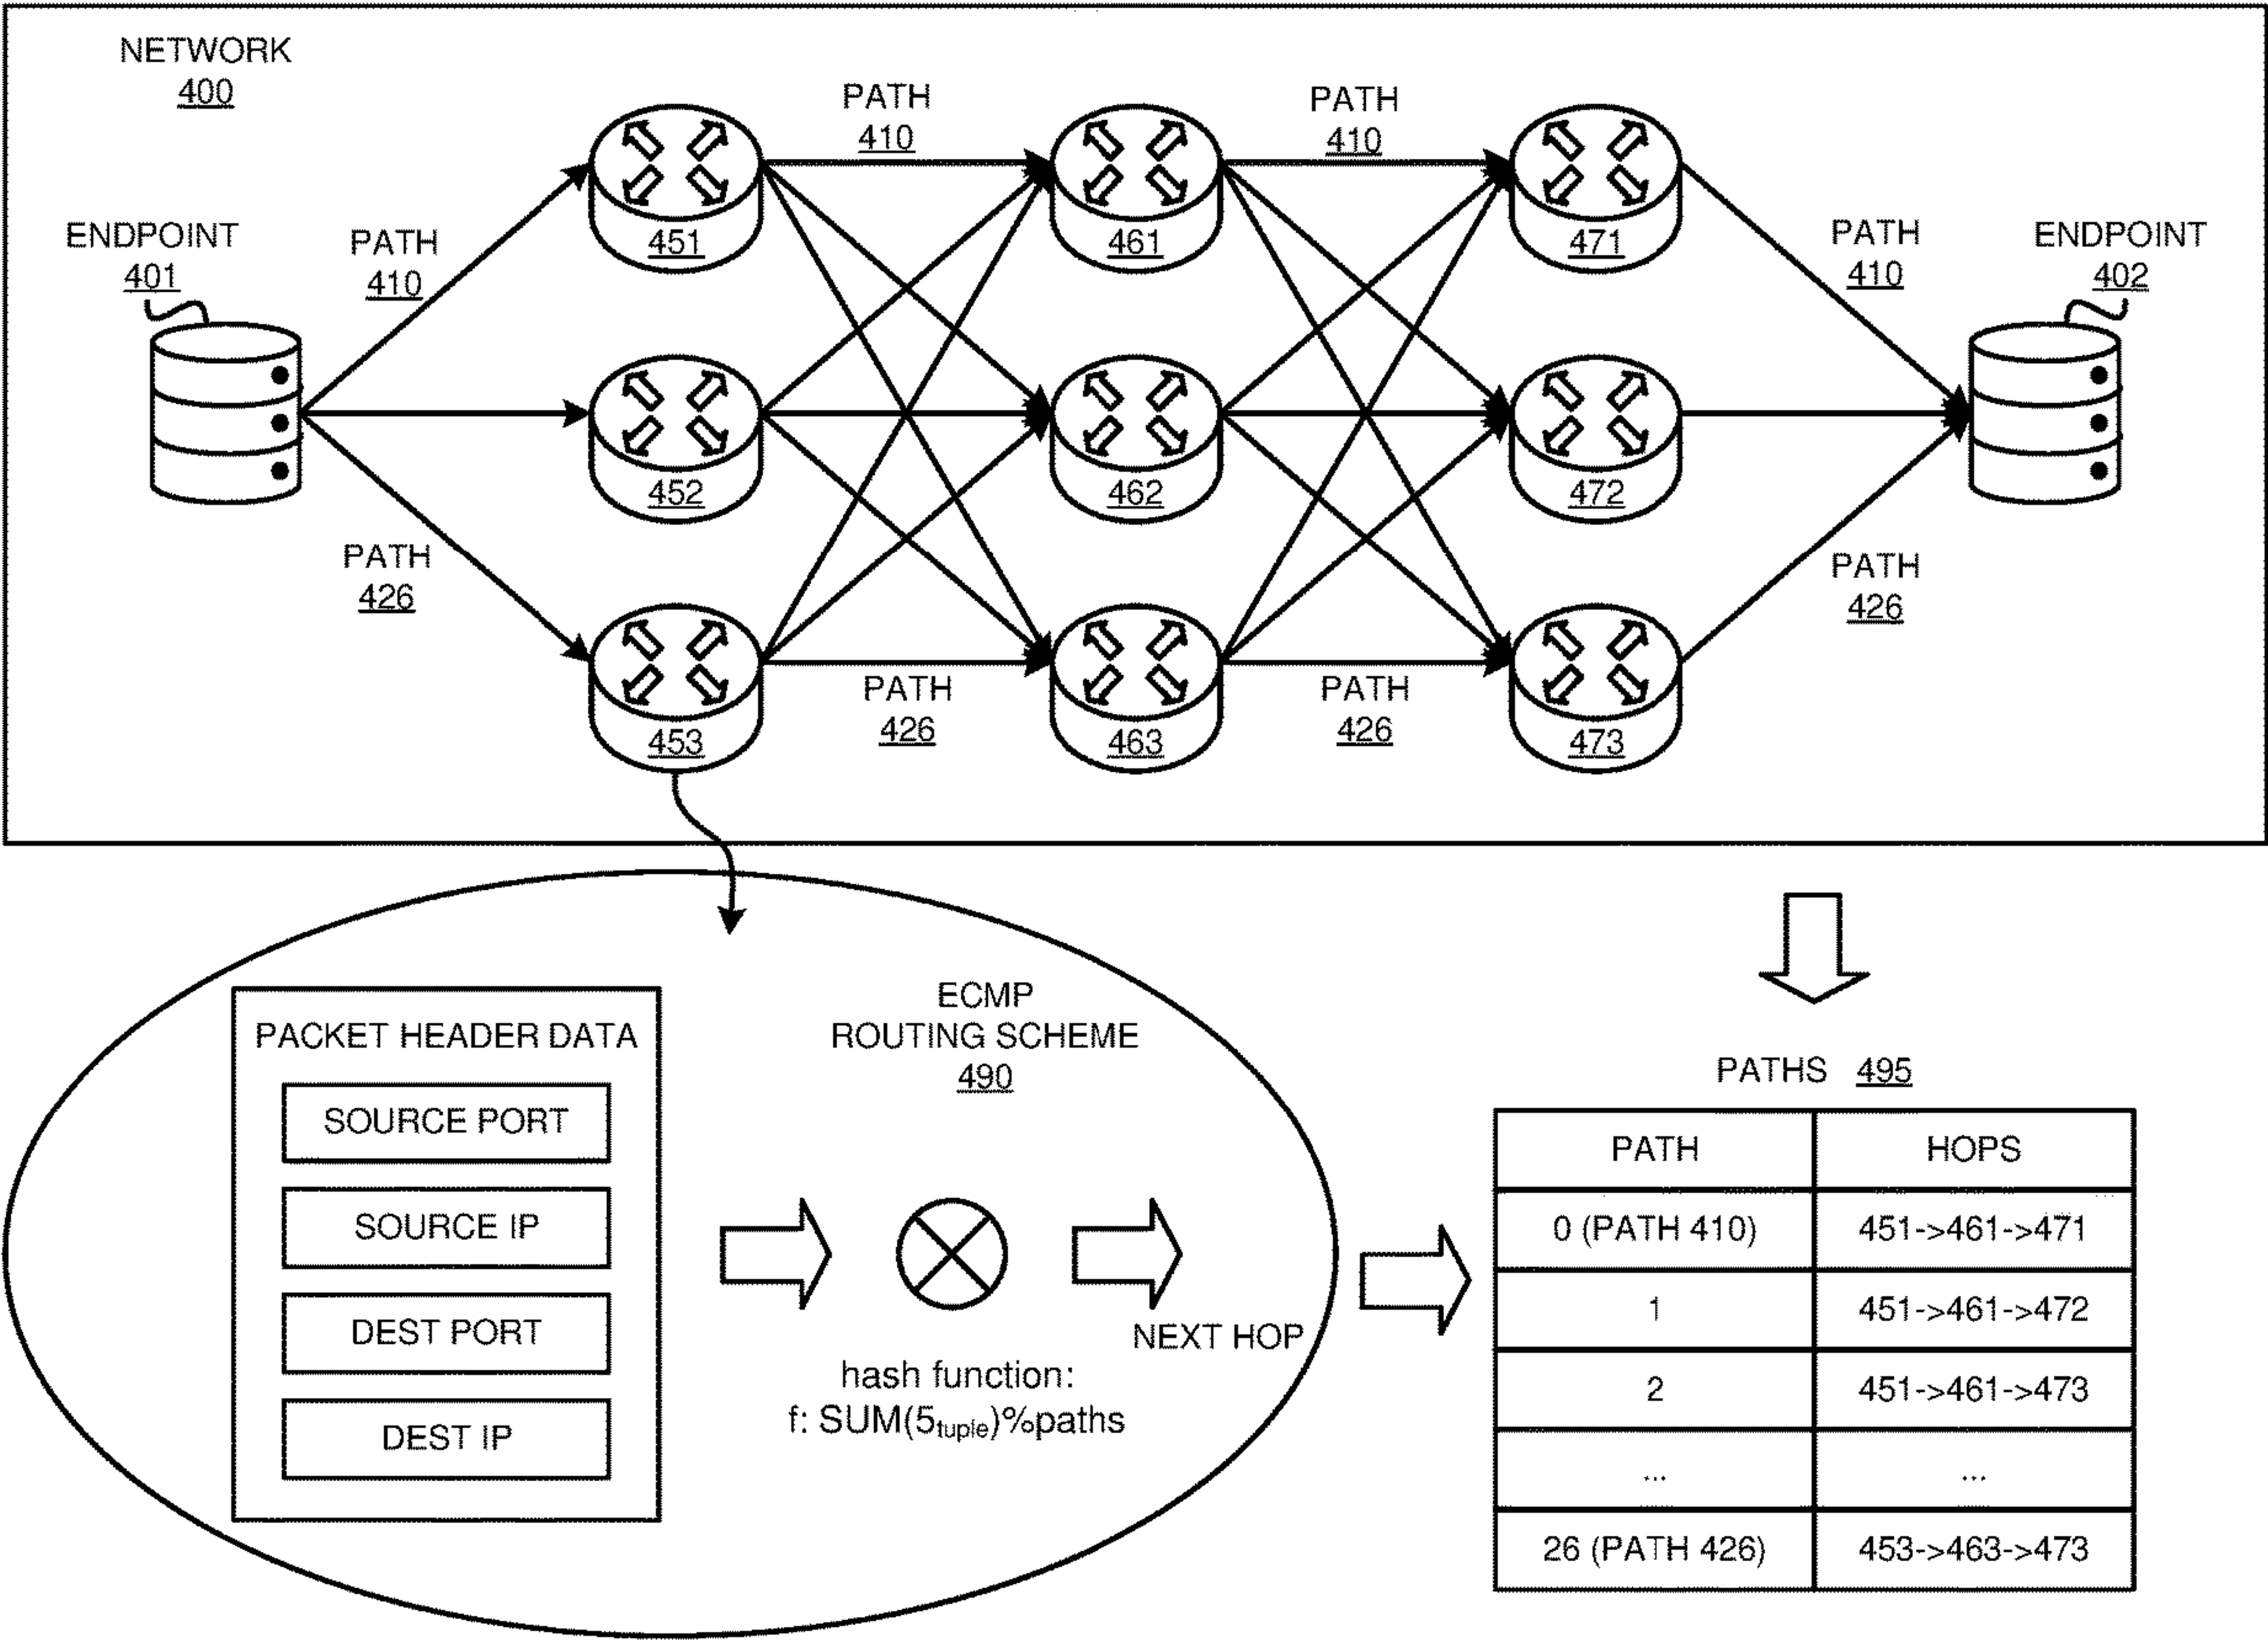 NETWORK
400
PATH
410
PATH
410
ENDPOINT
401
PATH
410
451
461
471
PATH
410
ENDPOINT
402
452
462
472
PATH
426
PATH
426
453
PATH
426
463
PATH
426
473
ECMP
ROUTING SCHEME
490
PACKET HEADER DATA
SOURCE PORT
SOURCE IP
DEST PORT
DEST IP
hash function:
f: SUM(5tuple)%paths
NEXT HOP
PATHS 495
PATH HOPS
0 (PATH 410) 451->461->471
1 451->461->472
2 451->461->473
... ...
26 (PATH 426) 453->463->473